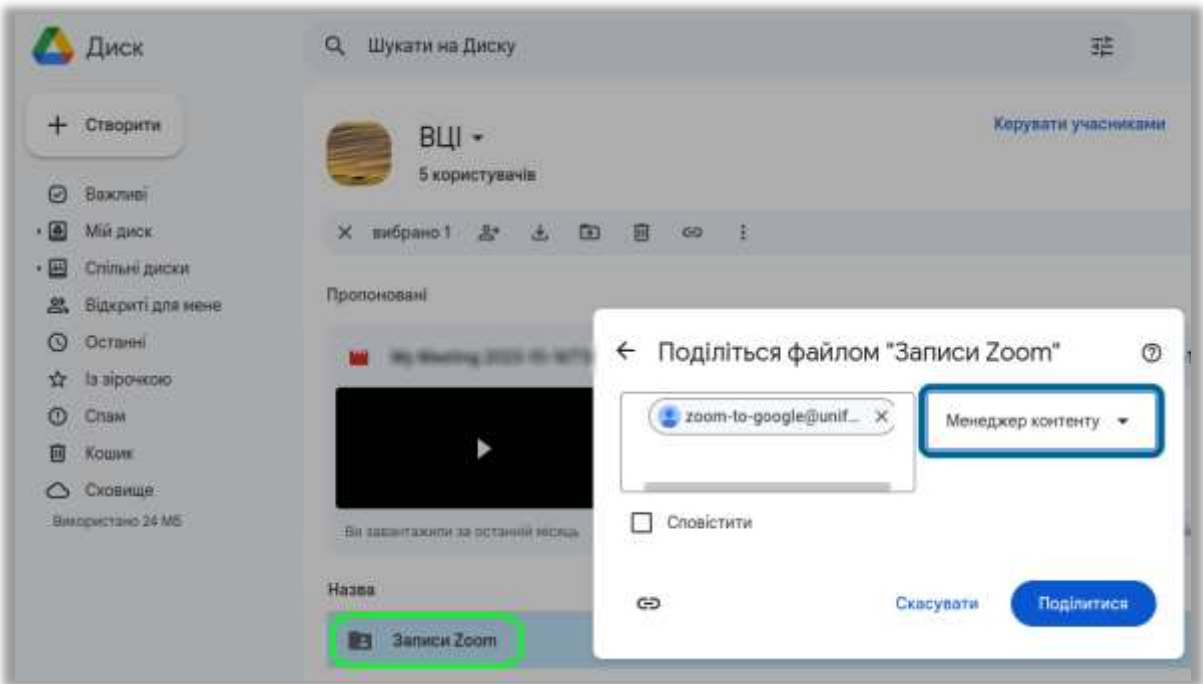 Диск
Шукати на Диску
Створити
ВЦІ
5 користувачів
Керувати учасниками
Важливі
Мій диск
Спільні диски
Відкриті для мене
Останні
Із зірочкою
Спам
Кошик
Сховище
Використано 24 МБ
вибрано 1
Пропоновані
Ви завантажили за останній місяць
Назва
Записи Zoom
Поділіться файлом "Записи Zoom"
zoom-to-google@unif...
Менеджер контенту
Сповістити
Скасувати
Поділитися